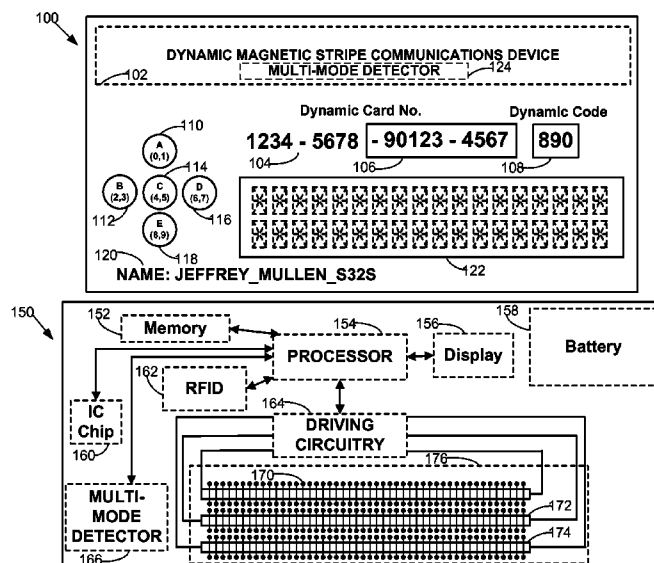 100
DYNAMIC MAGNETIC STRIPE COMMUNICATIONS DEVICE
MULTI-MODE DETECTOR
124
102
110
Dynamic Card No.
Dynamic Code
A
(0,1)
114
1234 - 5678 - 90123 - 4567
890
104
106
108
B
(2,3)
C
(4,5)
D
(6,7)
112
116
E
(8,9)
118
120
122
NAME: JEFFREY_MULLEN_S32S
150
152
Memory
154
PROCESSOR
156
Display
158
Battery
162
RFID
164
IC
Chip
160
DRIVING
CIRCUITRY
176
170
MULTI-
MODE
DETECTOR
166
172
174